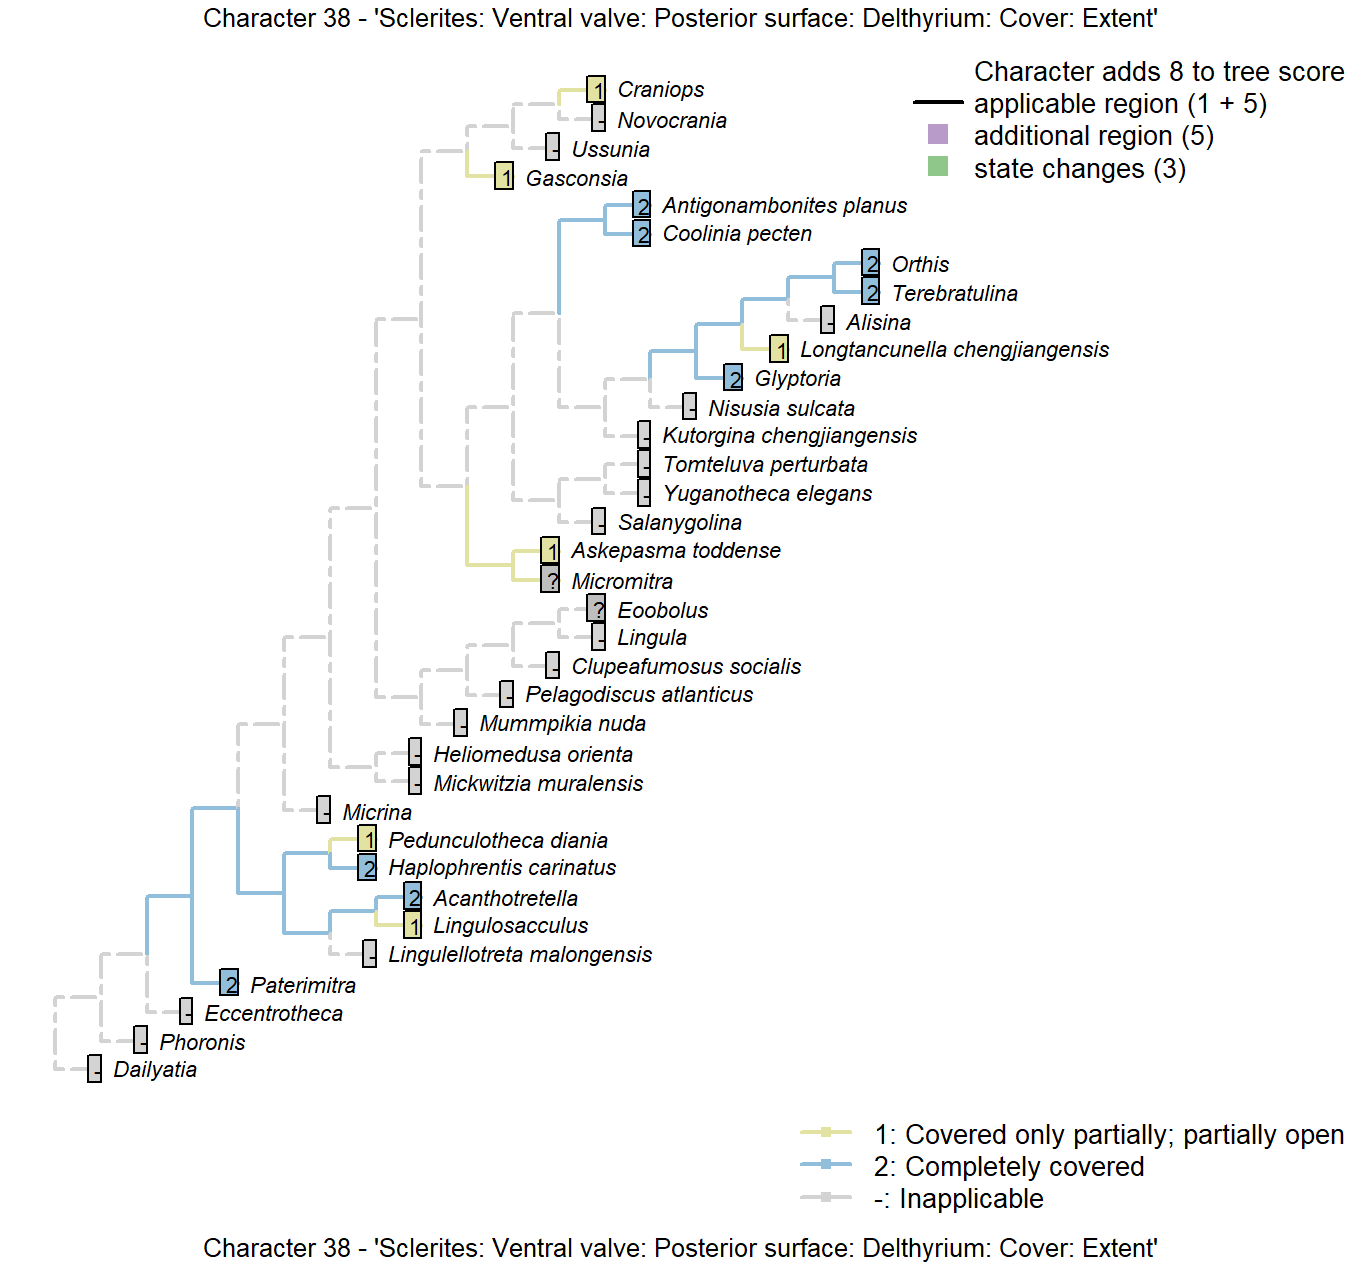 Character 38 - 'Sclerites: Ventral valve: Posterior surface: Delthyrium: Cover: Extent'
Character adds 8 to tree score
applicable region (1 + 5)
additional region (5)
state changes (3)
1 Craniops
- Novocrania
- Ussunia
1 Gasconsia
2 Antigonambonites planus
2 Coolinia pecten
2 Orthis
2 Terebratulina
- Alisina
1 Longtancunella chengjiangensis
2 Glyptoria
- Nisusia sulcata
- Kutorgina chengjiangensis
- Tomteluva perturbata
- Yuganotheca elegans
- Salanygolina
1 Askepasma toddense
? Micromitra
? Eoobolus
- Lingula
- Clupeafumosus socialis
- Pelagodiscus atlanticus
- Mummpikia nuda
- Heliomedusa orienta
- Mickwitzia muralensis
- Micrina
1 Pedunculotheca diania
2 Haplophrentis carinatus
2 Acanthotretella
1 Lingulosacculus
- Lingulellotreta malongensis
2 Paterimitra
- Eccentrotheca
- Phoronis
- Dailyatia
1: Covered only partially; partially open
2: Completely covered
-: Inapplicable
Character 38 - 'Sclerites: Ventral valve: Posterior surface: Delthyrium: Cover: Extent'